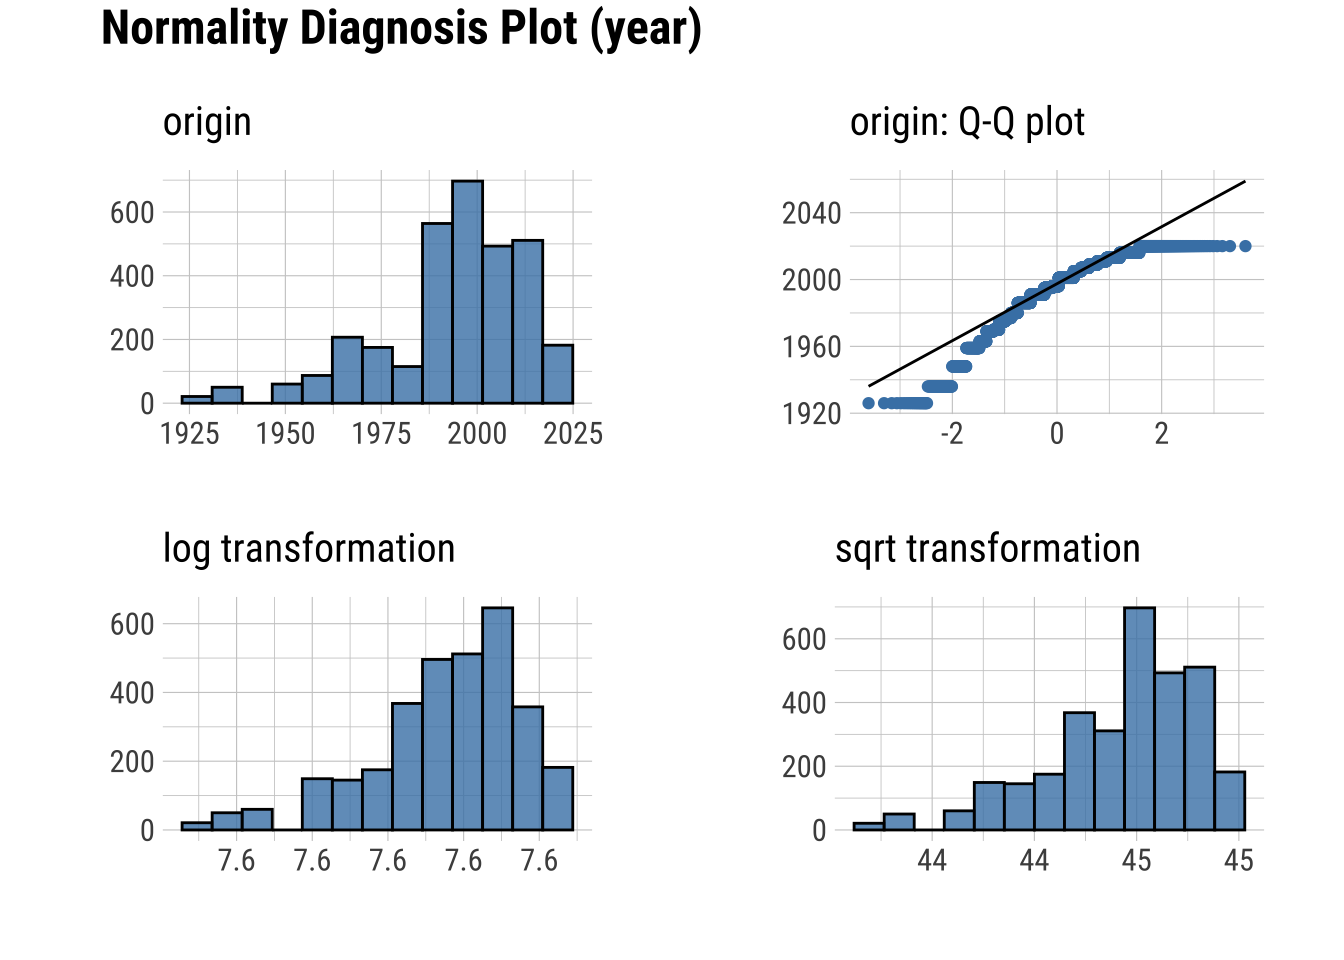 Normality Diagnosis Plot (year)
origin
600
400
200
0
1925 1950 1975 2000 2025
origin: Q-Q plot
2040
2000
1960
1920
-2 0 2
log transformation
600
400
200
0
7.6 7.6 7.6 7.6 7.6
sqrt transformation
600
400
200
0
44 44 45 45